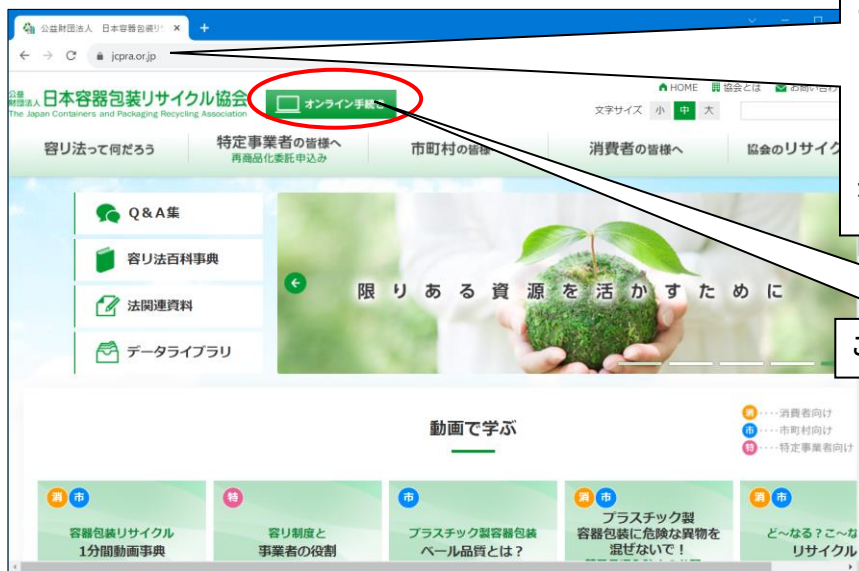 公益財団法人 日本容器包装リ
jcpra.or.jp
公益
財団法人 日本容器包装リサイクル協会
The Japan Containers and Packaging Recycling Association
オンライン手続き
HOME 協会とは お問い合わ
文字サイズ 小 中 大
容リ法って何だろう
特定事業者の皆様へ
再商品化委託申込み
市町村の皆様
消費者の皆様へ
協会のリサイク
Q&A集
容リ法百科事典
法関連資料
データライブラリ
限りある資源を活かすために
動画で学ぶ
消‥‥消費者向け
市‥‥市町村向け
特‥‥特定事業者向け
消 市
容器包装リサイクル
1分間動画事典
特
容リ制度と
事業者の役割
市
プラスチック製容器包装
ベール品質とは？
消 市
プラスチック製
容器包装に危険な異物を
混ぜないで！
消 市
ど〜なる？こ〜な
リサイクル